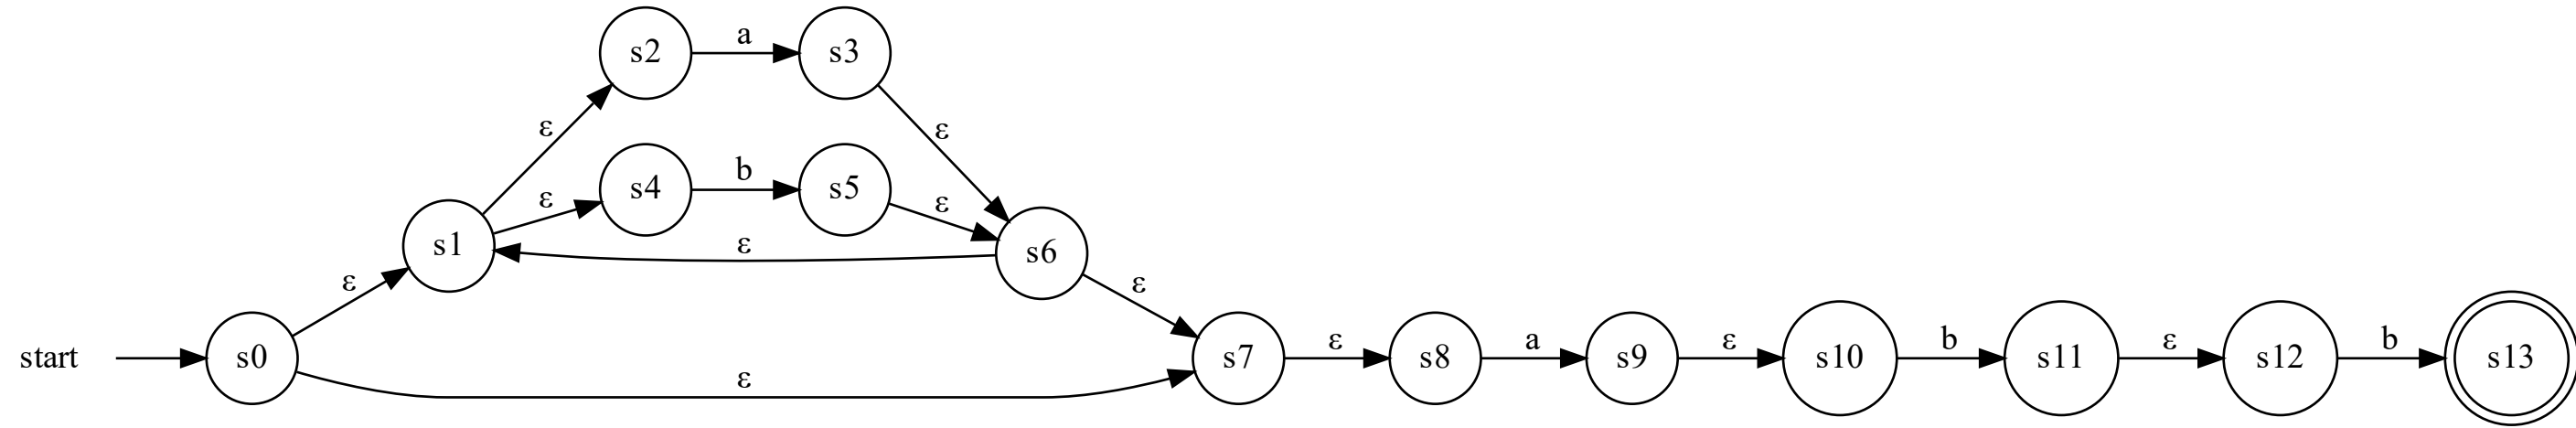 s2 a s3
ε ε
s4 b s5
ε ε
s1 ε s6
ε ε
start s0 ε s7 ε s8 a s9 ε s10 b s11 ε s12 b s13